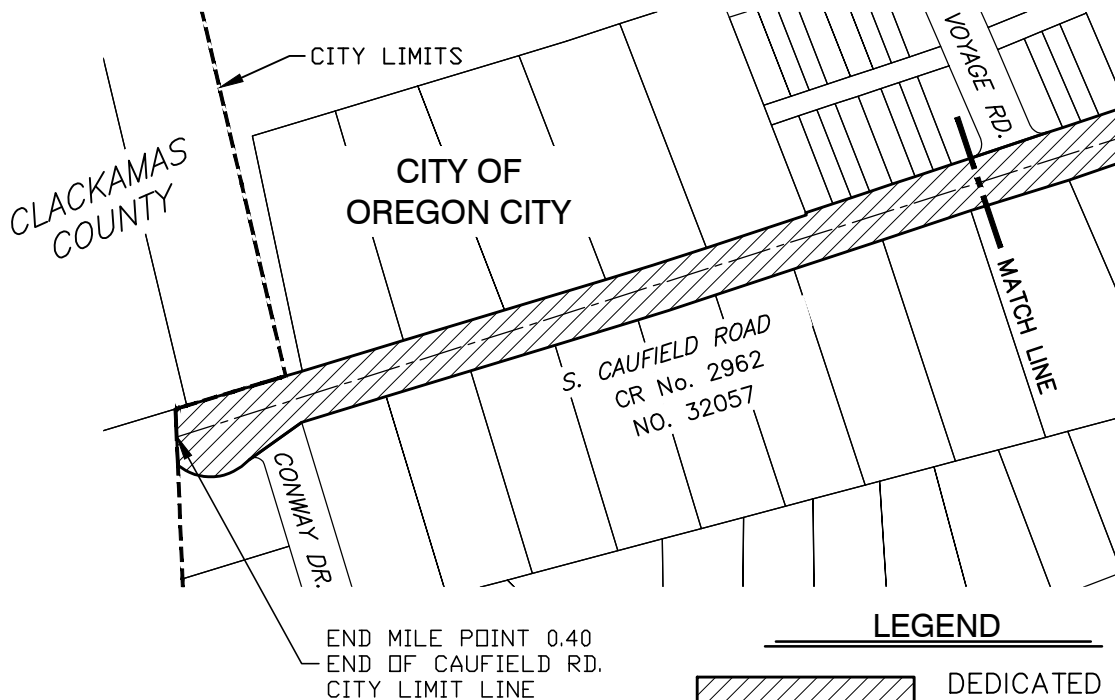 CITY LIMITS
VOYAGE RD.
CLACKAMAS
COUNTY
CITY OF
OREGON CITY
MATCH LINE
S. CAUFIELD ROAD
CR No. 2962
NO. 32057
CONWAY DR.
END MILE POINT 0.40
END OF CAUFIELD RD.
CITY LIMIT LINE
LEGEND
DEDICATED